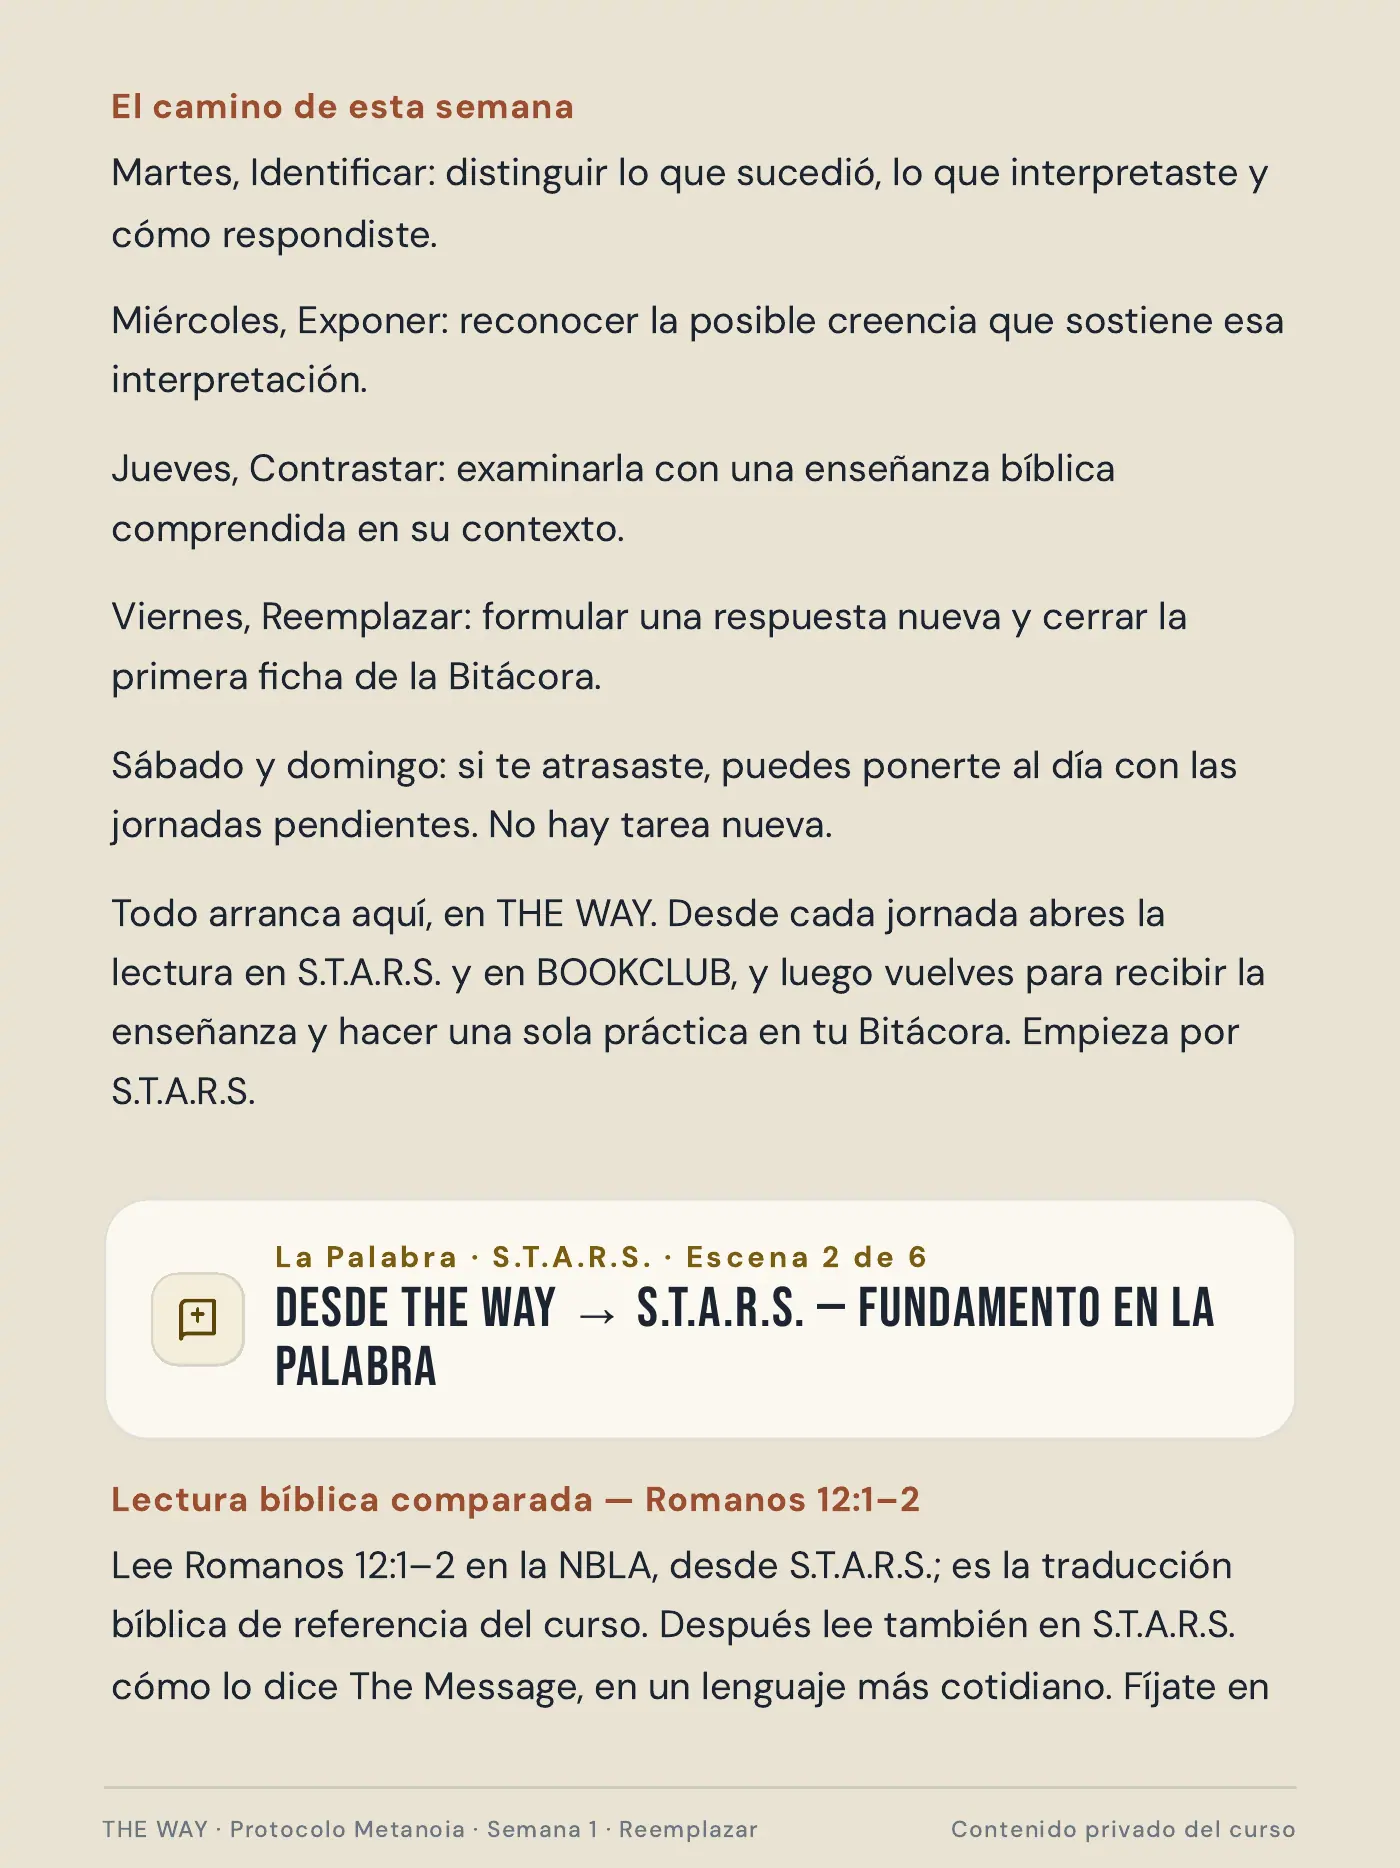 El camino de esta semana
Martes, Identificar: distinguir lo que sucedió, lo que interpretaste y
cómo respondiste.
Miércoles, Exponer: reconocer la posible creencia que sostiene esa
interpretación.
Jueves, Contrastar: examinarla con una enseñanza bíblica
comprendida en su contexto.
Viernes, Reemplazar: formular una respuesta nueva y cerrar la
primera ficha de la Bitácora.
Sábado y domingo: si te atrasaste, puedes ponerte al día con las
jornadas pendientes. No hay tarea nueva.
Todo arranca aquí, en THE WAY. Desde cada jornada abres la
lectura en S.T.A.R.S. y en BOOKCLUB, y luego vuelves para recibir la
enseñanza y hacer una sola práctica en tu Bitácora. Empieza por
S.T.A.R.S.
La Palabra · S.T.A.R.S. · Escena 2 de 6
DESDE THE WAY → S.T.A.R.S. — FUNDAMENTO EN LA
PALABRA
Lectura bíblica comparada — Romanos 12:1–2
Lee Romanos 12:1–2 en la NBLA, desde S.T.A.R.S.; es la traducción
bíblica de referencia del curso. Después lee también en S.T.A.R.S.
cómo lo dice The Message, en un lenguaje más cotidiano. Fíjate en
THE WAY · Protocolo Metanoia · Semana 1 · Reemplazar
Contenido privado del curso